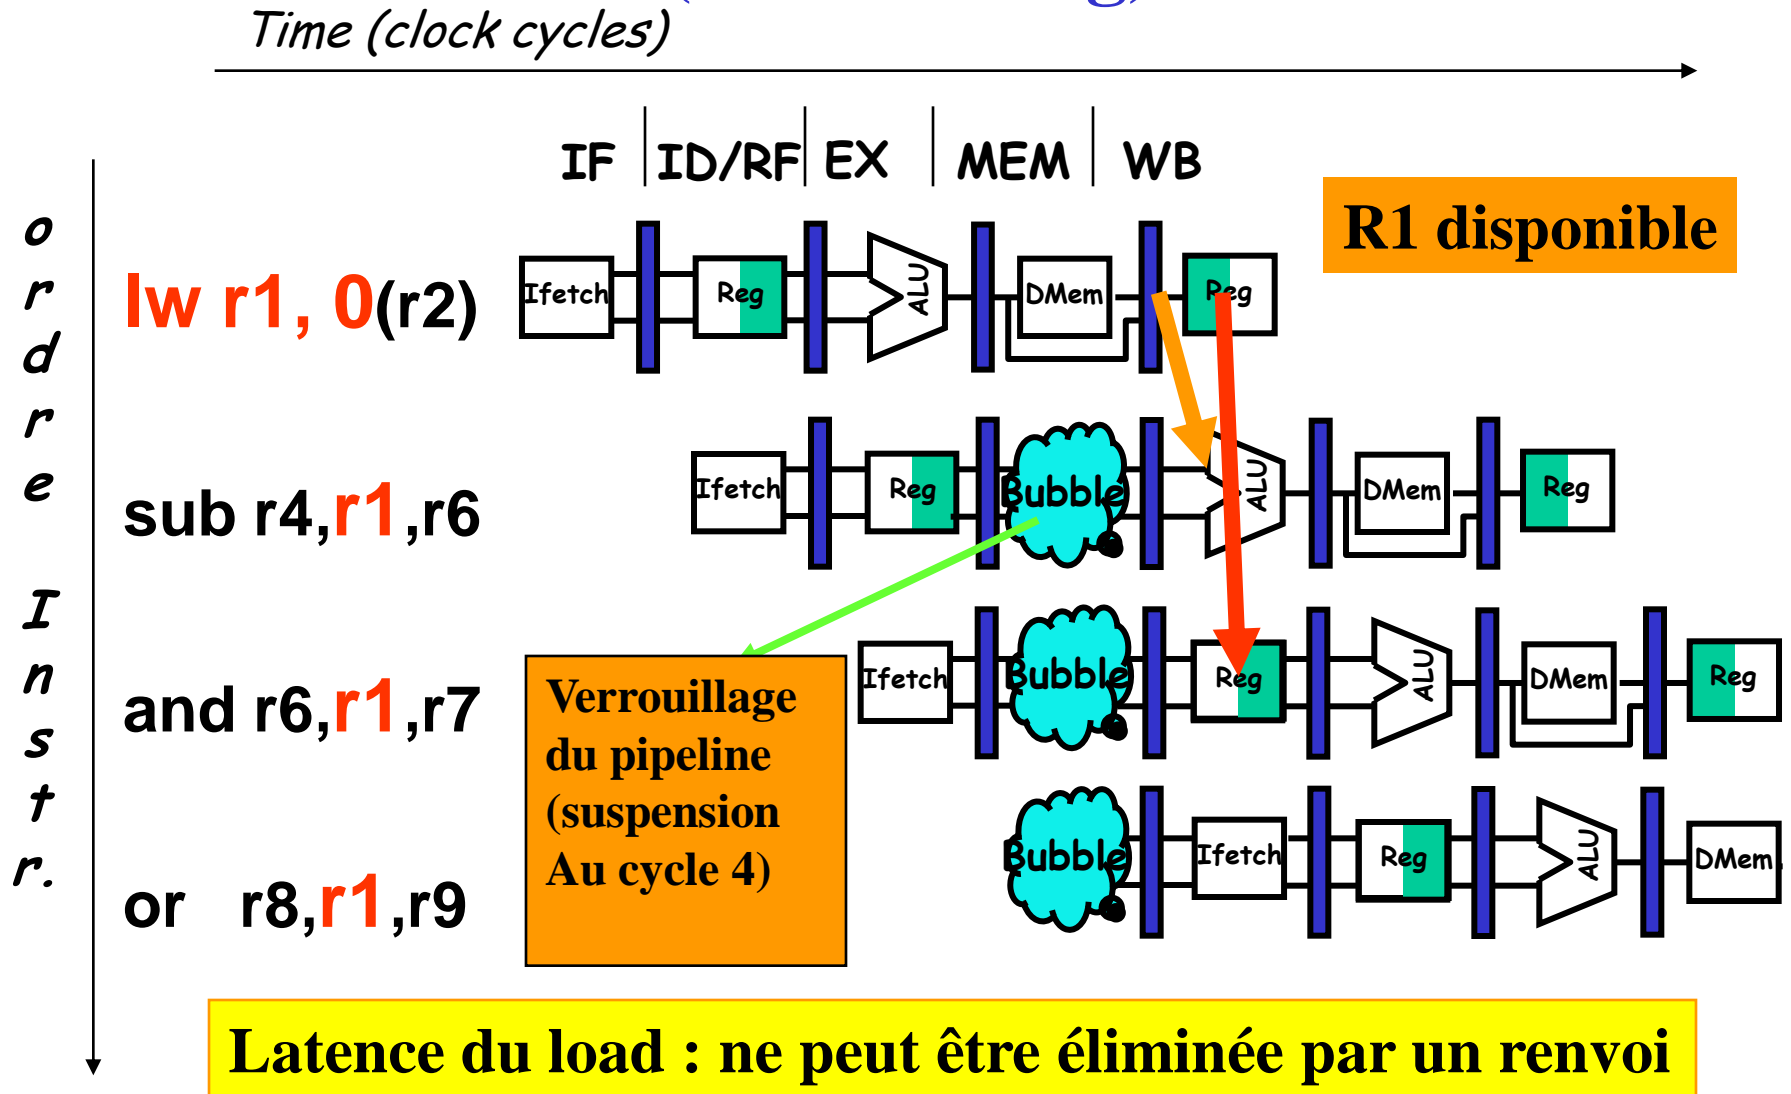 Time (clock cycles)
IF ID/RF EX MEM WB
R1 disponible
ordre Instr.
lw r1, 0(r2)
Ifetch Reg ALU DMem Reg
sub r4,r1,r6
Ifetch Reg Bubble ALU DMem Reg
and r6,r1,r7
Ifetch Bubble Reg ALU DMem Reg
or r8,r1,r9
Bubble Ifetch Reg ALU DMem
Verrouillage
du pipeline
(suspension
Au cycle 4)
Latence du load : ne peut être éliminée par un renvoi